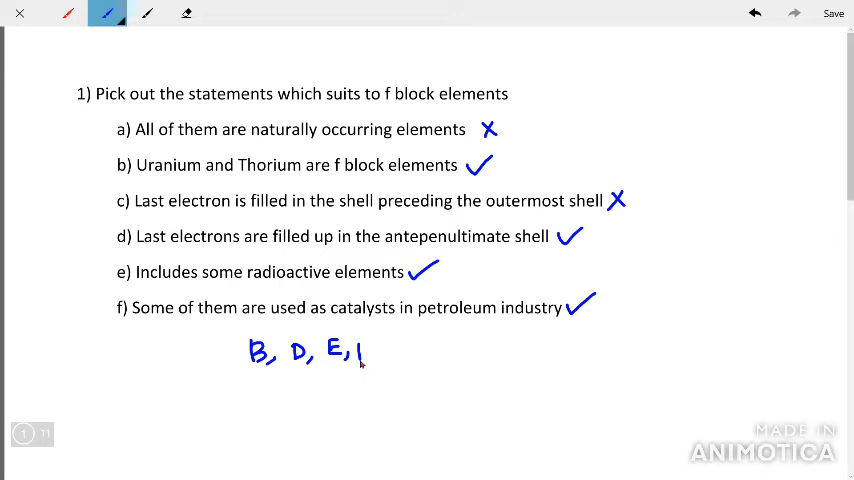 Save
1) Pick out the statements which suits to f block elements
a) All of them are naturally occurring elements ✗
b) Uranium and Thorium are f block elements ✓
c) Last electron is filled in the shell preceding the outermost shell ✗
d) Last electrons are filled up in the antepenultimate shell ✓
e) Includes some radioactive elements ✓
f) Some of them are used as catalysts in petroleum industry ✓
B, D, E,
1 11
MADE IN
ANIMOTICA